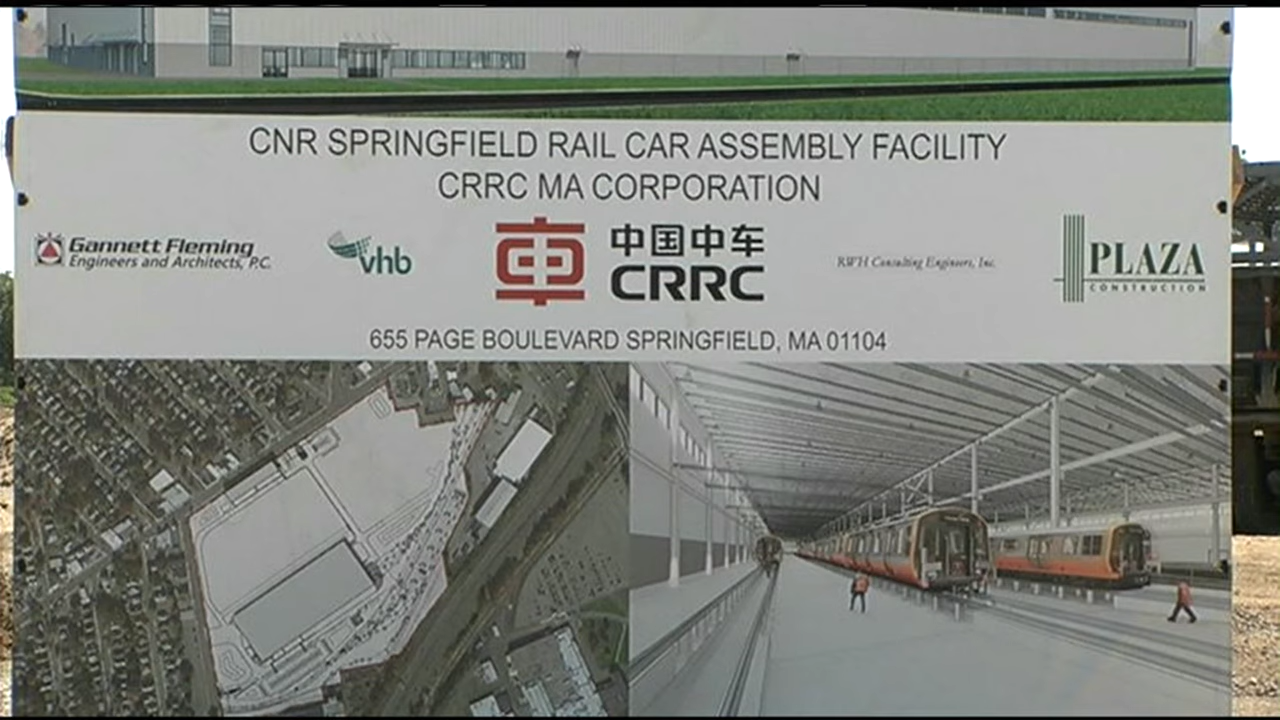 CNR SPRINGFIELD RAIL CAR ASSEMBLY FACILITY
CRRC MA CORPORATION
Gannett Fleming
Engineers and Architects, P.C.
vhb
中国中车
CRRC
RWH Consulting Engineers, Inc.
PLAZA
CONSTRUCTION
655 PAGE BOULEVARD SPRINGFIELD, MA 01104